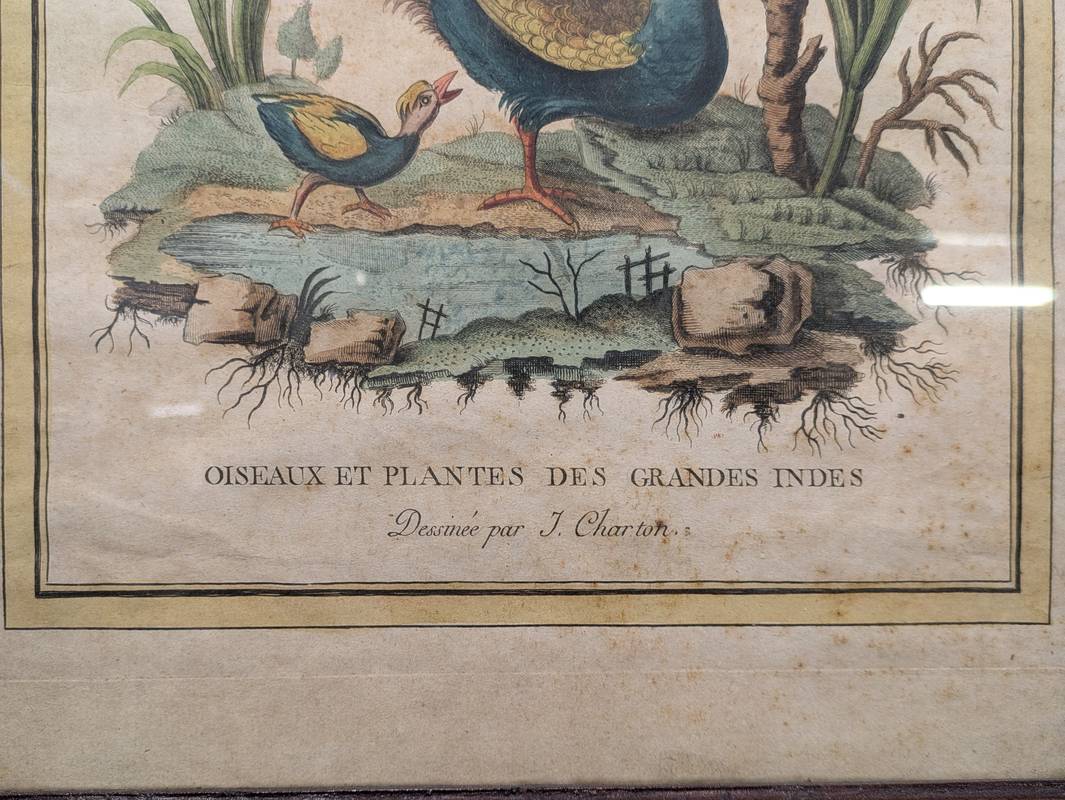 OISEAUX ET PLANTES DES GRANDES INDES
Dessinée par J. Charton.